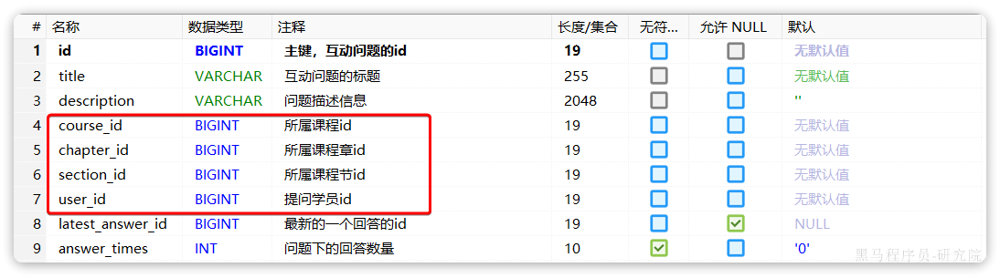 # 名称 数据类型 注释 长度/集合 无符... 允许 NULL 默认
1 id BIGINT 主键，互动问题的id 19 无默认值
2 title VARCHAR 互动问题的标题 255 无默认值
3 description VARCHAR 问题描述信息 2048 ''
4 course_id BIGINT 所属课程id 19 无默认值
5 chapter_id BIGINT 所属课程章id 19 无默认值
6 section_id BIGINT 所属课程节id 19 无默认值
7 user_id BIGINT 提问学员id 19 无默认值
8 latest_answer_id BIGINT 最新的一个回答的id 19 NULL
9 answer_times INT 问题下的回答数量 10 '0'
黑马程序员-研究院